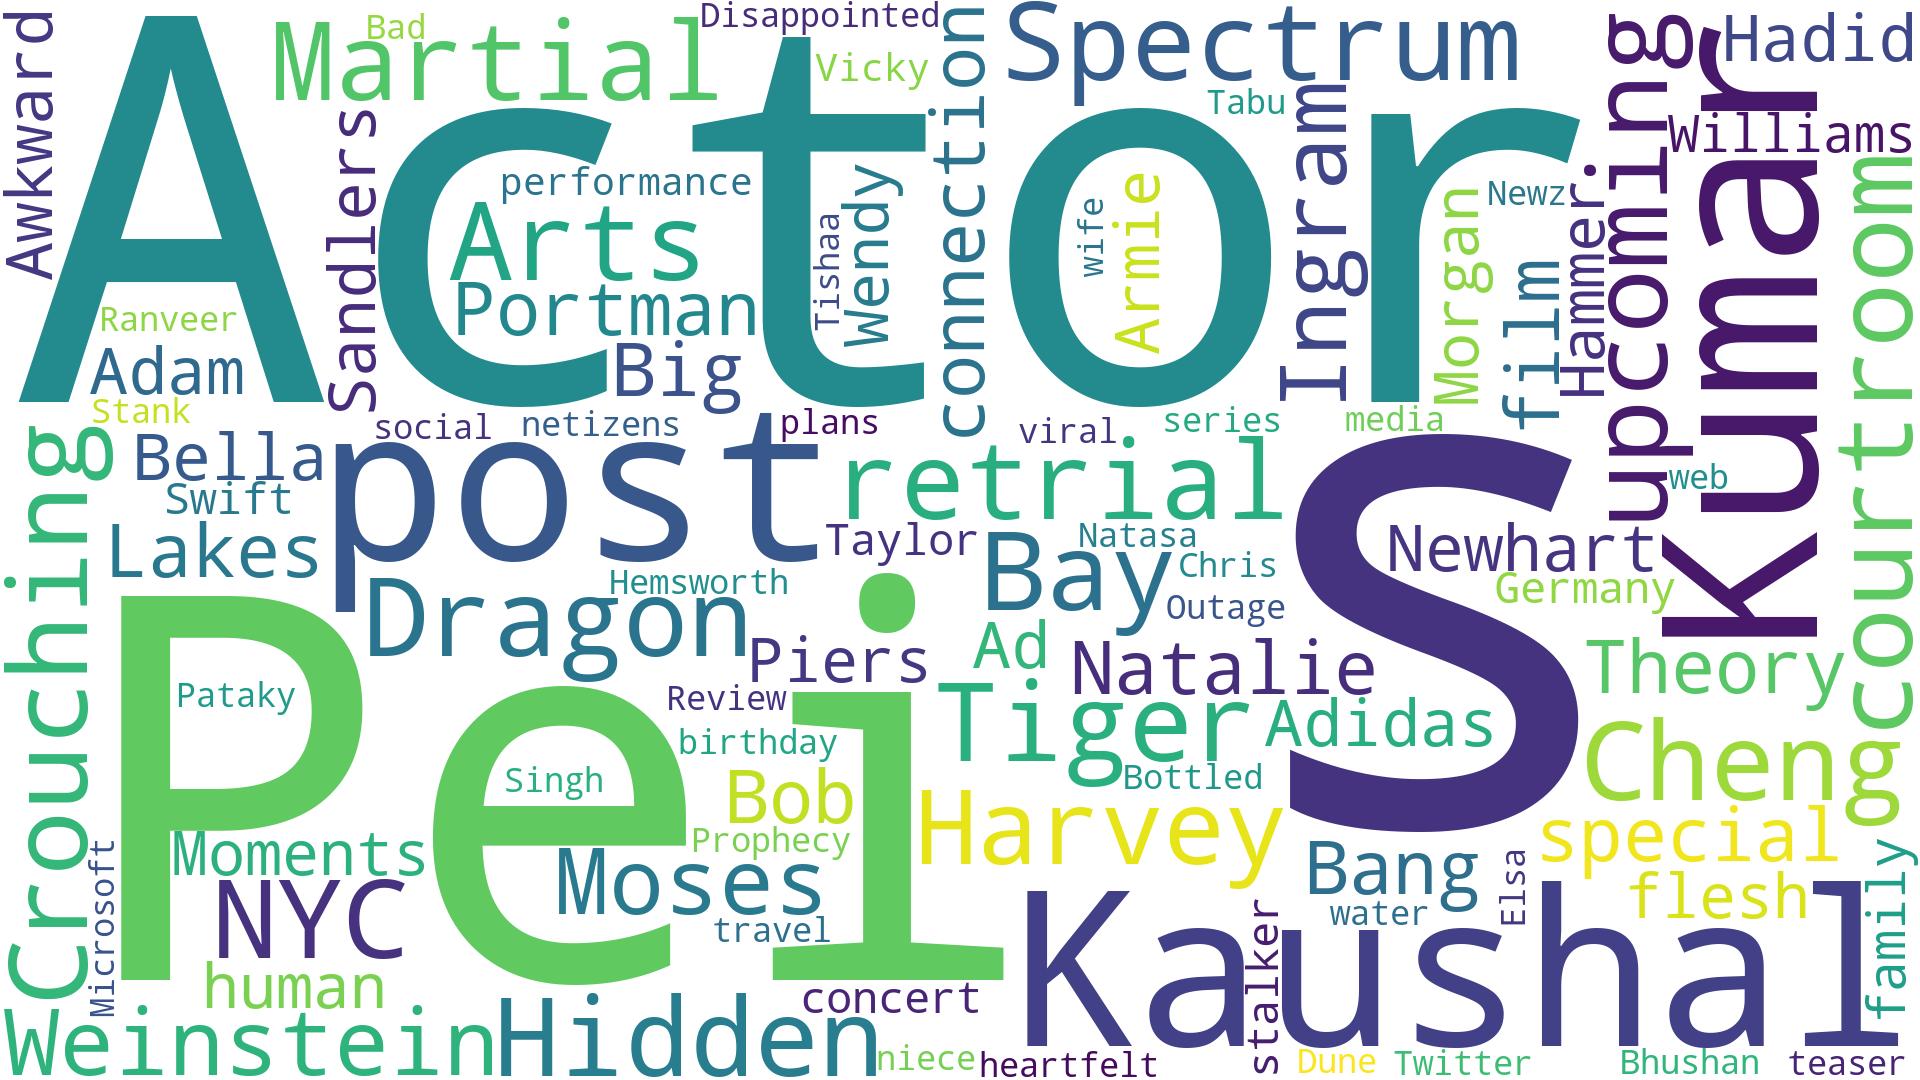 Awkward
Bad
Martial
Disappointed
Vicky
connection
Spectrum
Tabu
upcoming
Hadid
Williams
Actor
Sandlers
performance
Arts
Portman
Big
Tishaa
Wendy
wife
Armie
Ingram
Morgan
Newz
film
Hammer.
Kumar
courtroom
Ranveer
Adam
Stank
social
netizens
plans
viral
series
media
Crouching
Bella
Swift
Lakes
post
retrial
Taylor
Natasa
Bay
Chris
Outage
S
Newhart
Germany
web
Hemsworth
Dragon
Piers
Ad
Natalie
Theory
Pei
Pataky
Review
birthday
Tiger
Adidas
Cheng
Singh
Bob
Bottled
Prophecy
Harvey
special
Microsoft
Moments
NYC
Moses
travel
Bang
water
Elsa
flesh
family
human
concert
stalker
Kaushal
Weinstein
Hidden
niece
heartfelt
Dune
Twitter
Bhushan
teaser